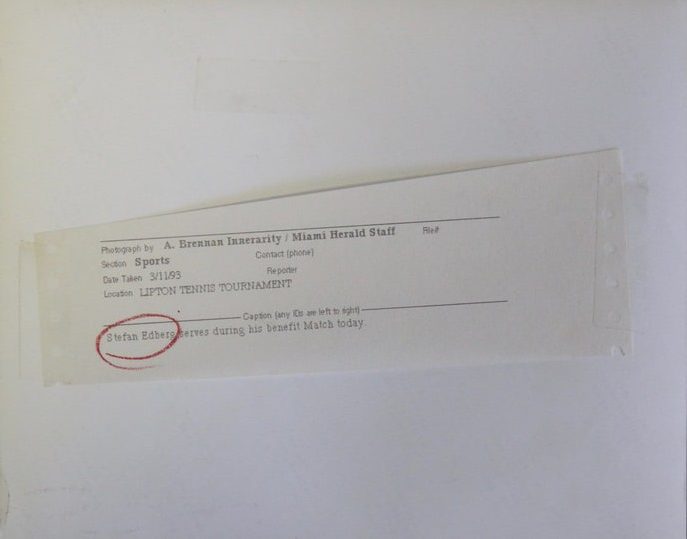 Photograph by A. Brennan Innerarity / Miami Herald Staff File#
Section Sports Contact (phone)
Date Taken 3/11/93 Reporter
Location LIPTON TENNIS TOURNAMENT
Caption (any IDs are left to right)
Stefan Edberg serves during his benefit Match today.